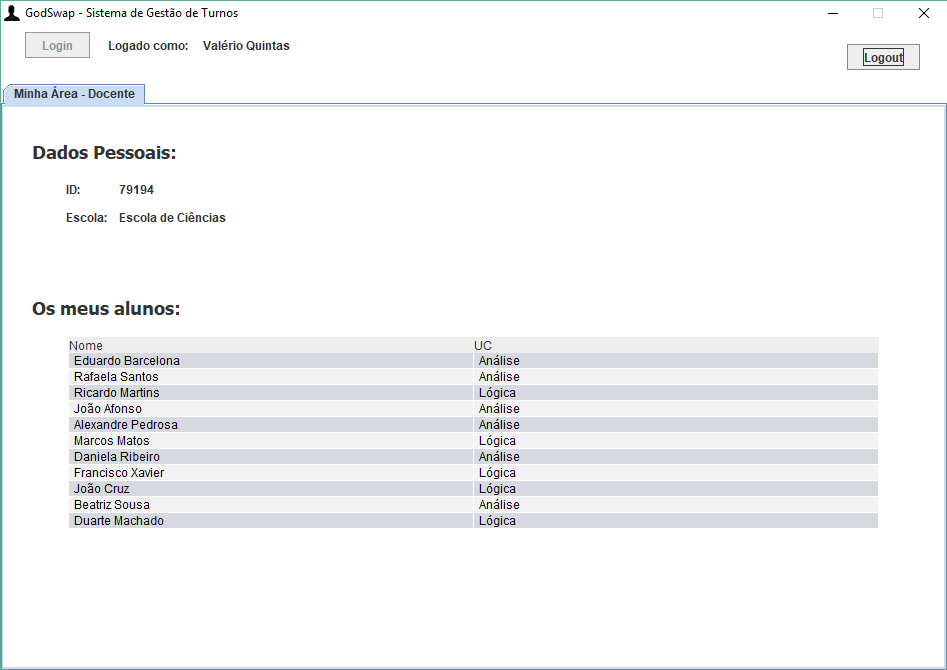 GodSwap - Sistema de Gestão de Turnos
Login Logado como: Valério Quintas
Logout
Minha Área - Docente
Dados Pessoais:
ID: 79194
Escola: Escola de Ciências
Os meus alunos:
Nome UC
Eduardo Barcelona Análise
Rafaela Santos Análise
Ricardo Martins Lógica
João Afonso Análise
Alexandre Pedrosa Análise
Marcos Matos Lógica
Daniela Ribeiro Análise
Francisco Xavier Lógica
João Cruz Lógica
Beatriz Sousa Análise
Duarte Machado Lógica